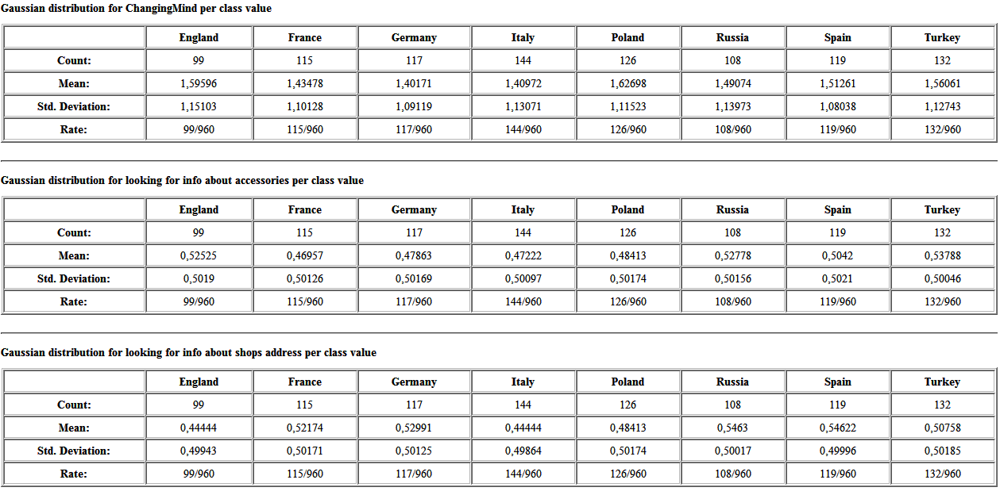 Gaussian distribution for ChangingMind per class value
England France Germany Italy Poland Russia Spain Turkey
Count: 99 115 117 144 126 108 119 132
Mean: 1,59596 1,43478 1,40171 1,40972 1,62698 1,49074 1,51261 1,56061
Std. Deviation: 1,15103 1,10128 1,09119 1,13071 1,11523 1,13973 1,08038 1,12743
Rate: 99/960 115/960 117/960 144/960 126/960 108/960 119/960 132/960
Gaussian distribution for looking for info about accessories per class value
England France Germany Italy Poland Russia Spain Turkey
Count: 99 115 117 144 126 108 119 132
Mean: 0,52525 0,46957 0,47863 0,47222 0,48413 0,52778 0,5042 0,53788
Std. Deviation: 0,5019 0,50126 0,50169 0,50097 0,50174 0,50156 0,5021 0,50046
Rate: 99/960 115/960 117/960 144/960 126/960 108/960 119/960 132/960
Gaussian distribution for looking for info about shops address per class value
England France Germany Italy Poland Russia Spain Turkey
Count: 99 115 117 144 126 108 119 132
Mean: 0,44444 0,52174 0,52991 0,44444 0,48413 0,5463 0,54622 0,50758
Std. Deviation: 0,49943 0,50171 0,50125 0,49864 0,50174 0,50017 0,49996 0,50185
Rate: 99/960 115/960 117/960 144/960 126/960 108/960 119/960 132/960